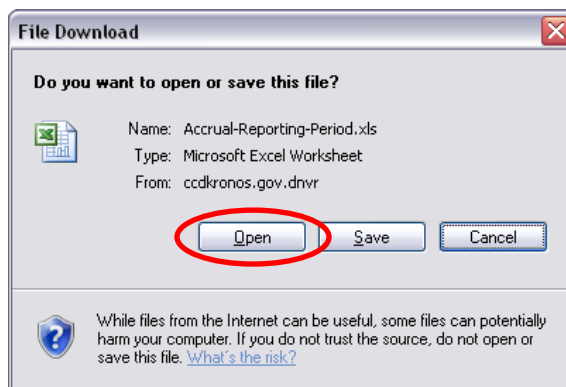 File Download
Do you want to open or save this file?
Name: Accrual-Reporting-Period.xls
Type: Microsoft Excel Worksheet
From: ccdkronos.gov.dnvr
Open Save Cancel
While files from the Internet can be useful, some files can potentially
harm your computer. If you do not trust the source, do not open or
save this file. What's the risk?